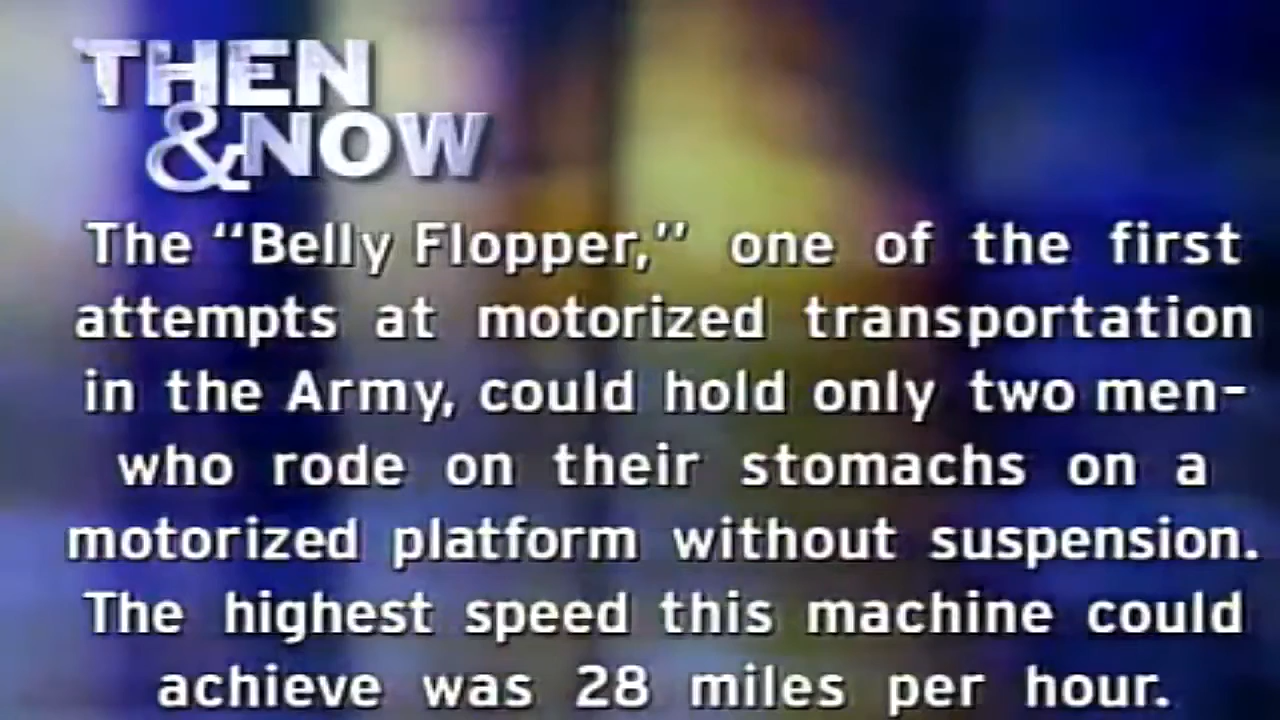 THEN
&NOW
The “Belly Flopper,” one of the first
attempts at motorized transportation
in the Army, could hold only two men-
who rode on their stomachs on a
motorized platform without suspension.
The highest speed this machine could
achieve was 28 miles per hour.